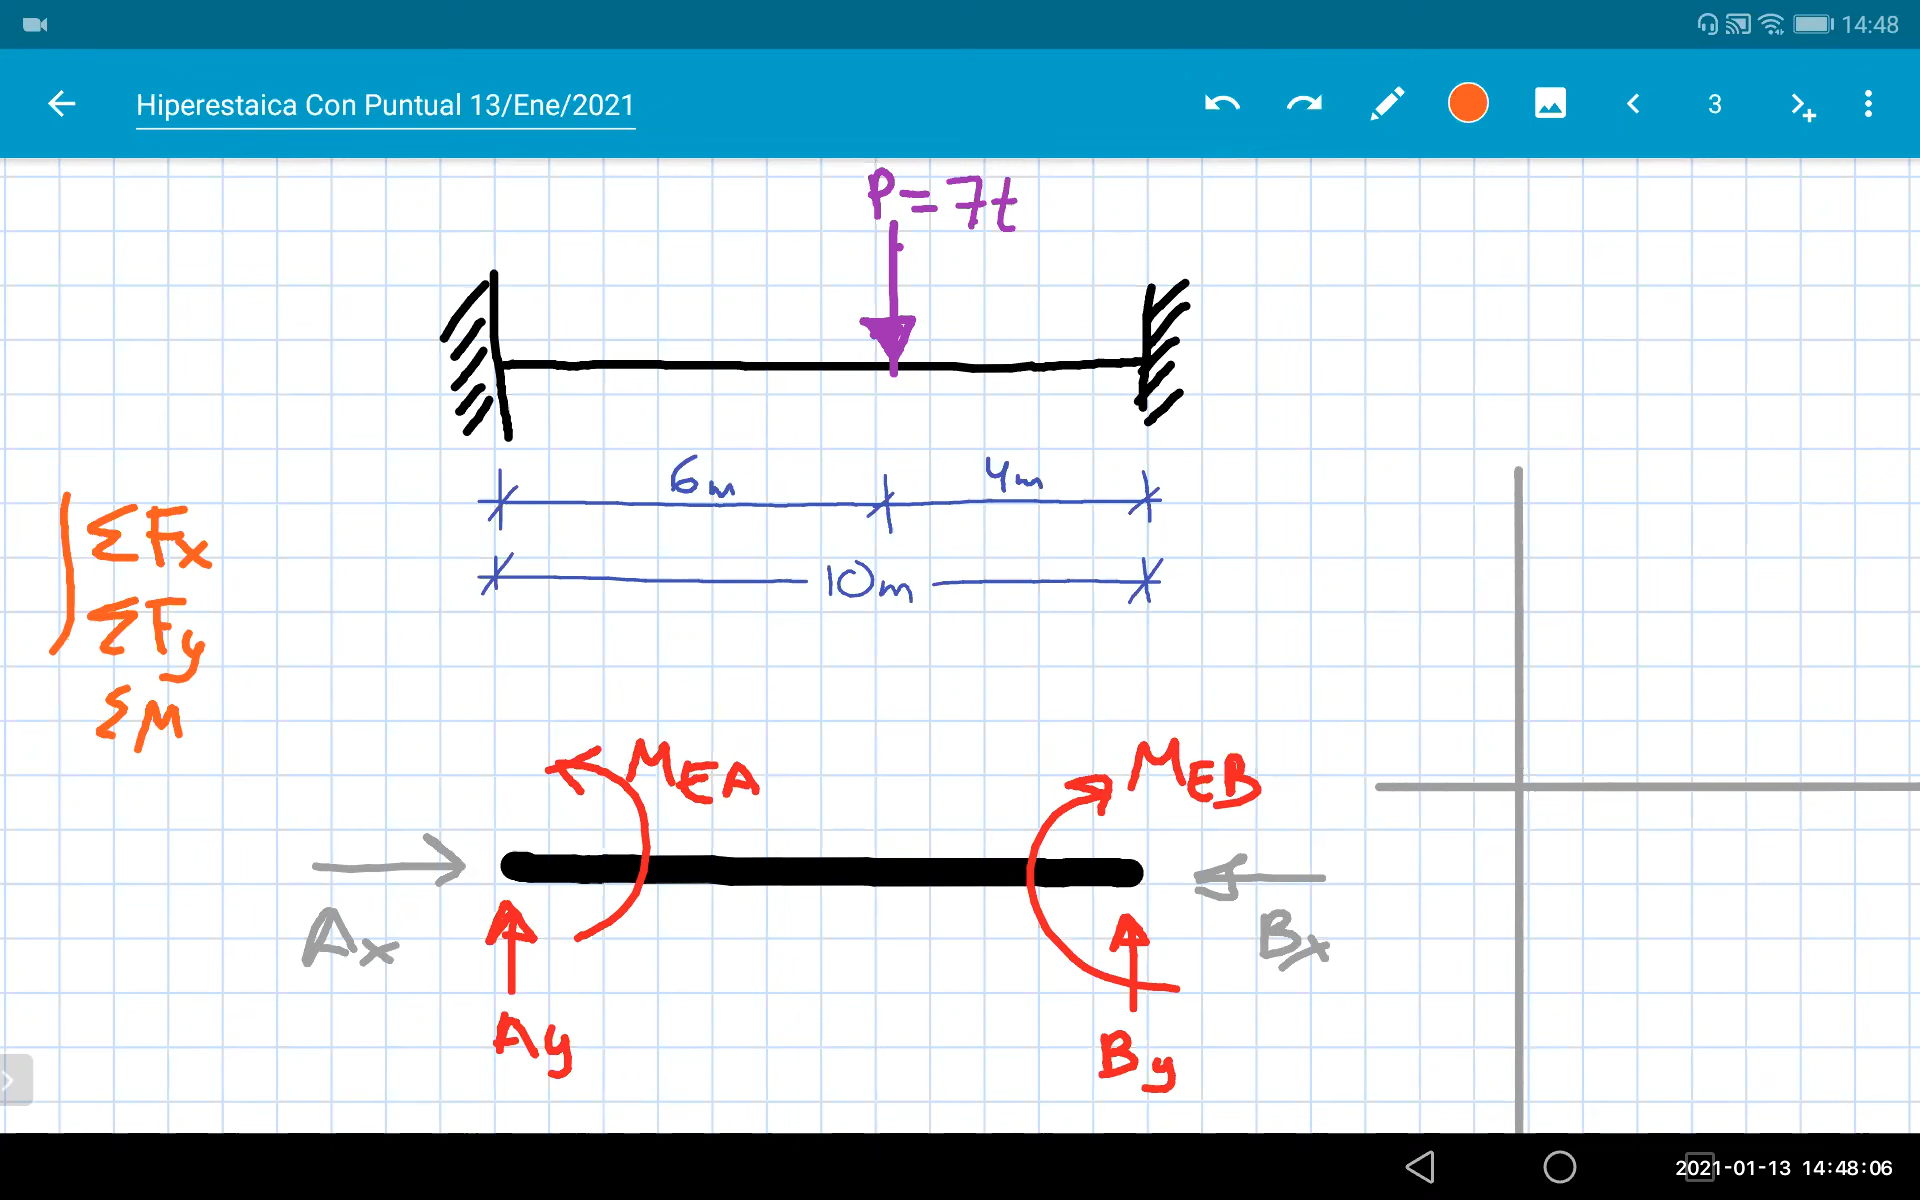 14:48
Hiperestaica Con Puntual 13/Ene/2021
3
P=7t
6m
4m
10m
ΣFx
ΣFy
ΣM
MEA
MEB
Ax
Bx
Ay
By
2021-01-13 14:48:06